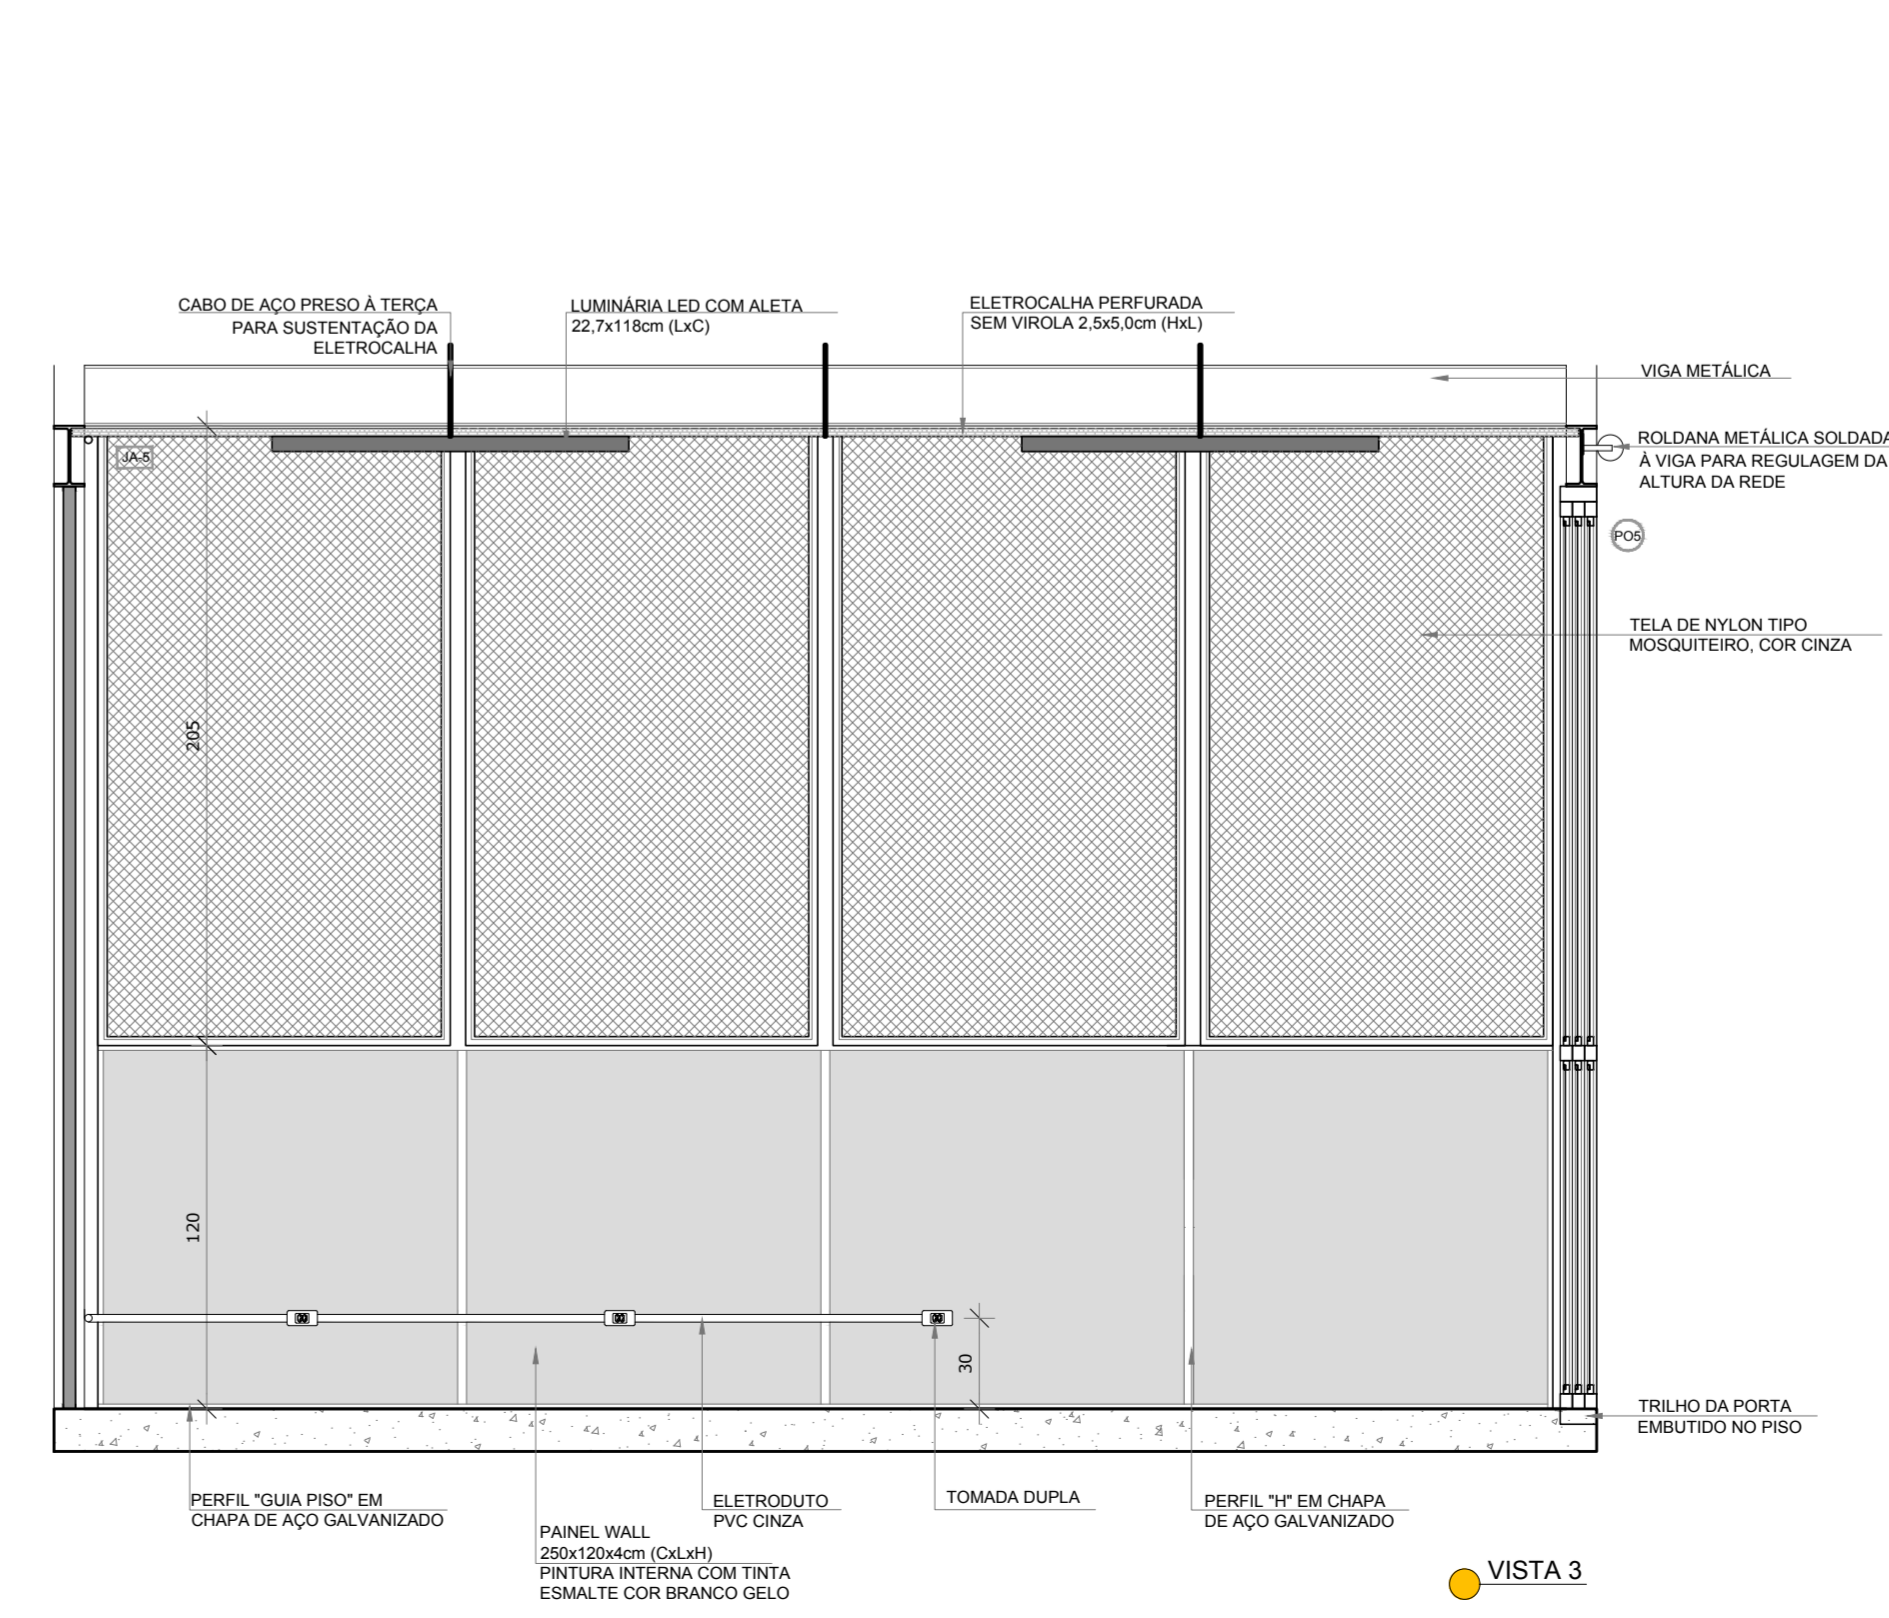 CABO DE AÇO PRESO À TERÇA
PARA SUSTENTAÇÃO DA
ELETROCALHA
LUMINÁRIA LED COM ALETA
22,7x118cm (LxC)
ELETROCALHA PERFURADA
SEM VIROLA 2,5x5,0cm (HxL)
VIGA METÁLICA
JA-5
ROLDANA METÁLICA SOLDADA
À VIGA PARA REGULAGEM DA
ALTURA DA REDE
PO5
TELA DE NYLON TIPO
MOSQUITEIRO, COR CINZA
205
120
30
TRILHO DA PORTA
EMBUTIDO NO PISO
PERFIL "GUIA PISO" EM
CHAPA DE AÇO GALVANIZADO
PAINEL WALL
250x120x4cm (CxLxH)
PINTURA INTERNA COM TINTA
ESMALTE COR BRANCO GELO
ELETRODUTO
PVC CINZA
TOMADA DUPLA
PERFIL "H" EM CHAPA
DE AÇO GALVANIZADO
VISTA 3